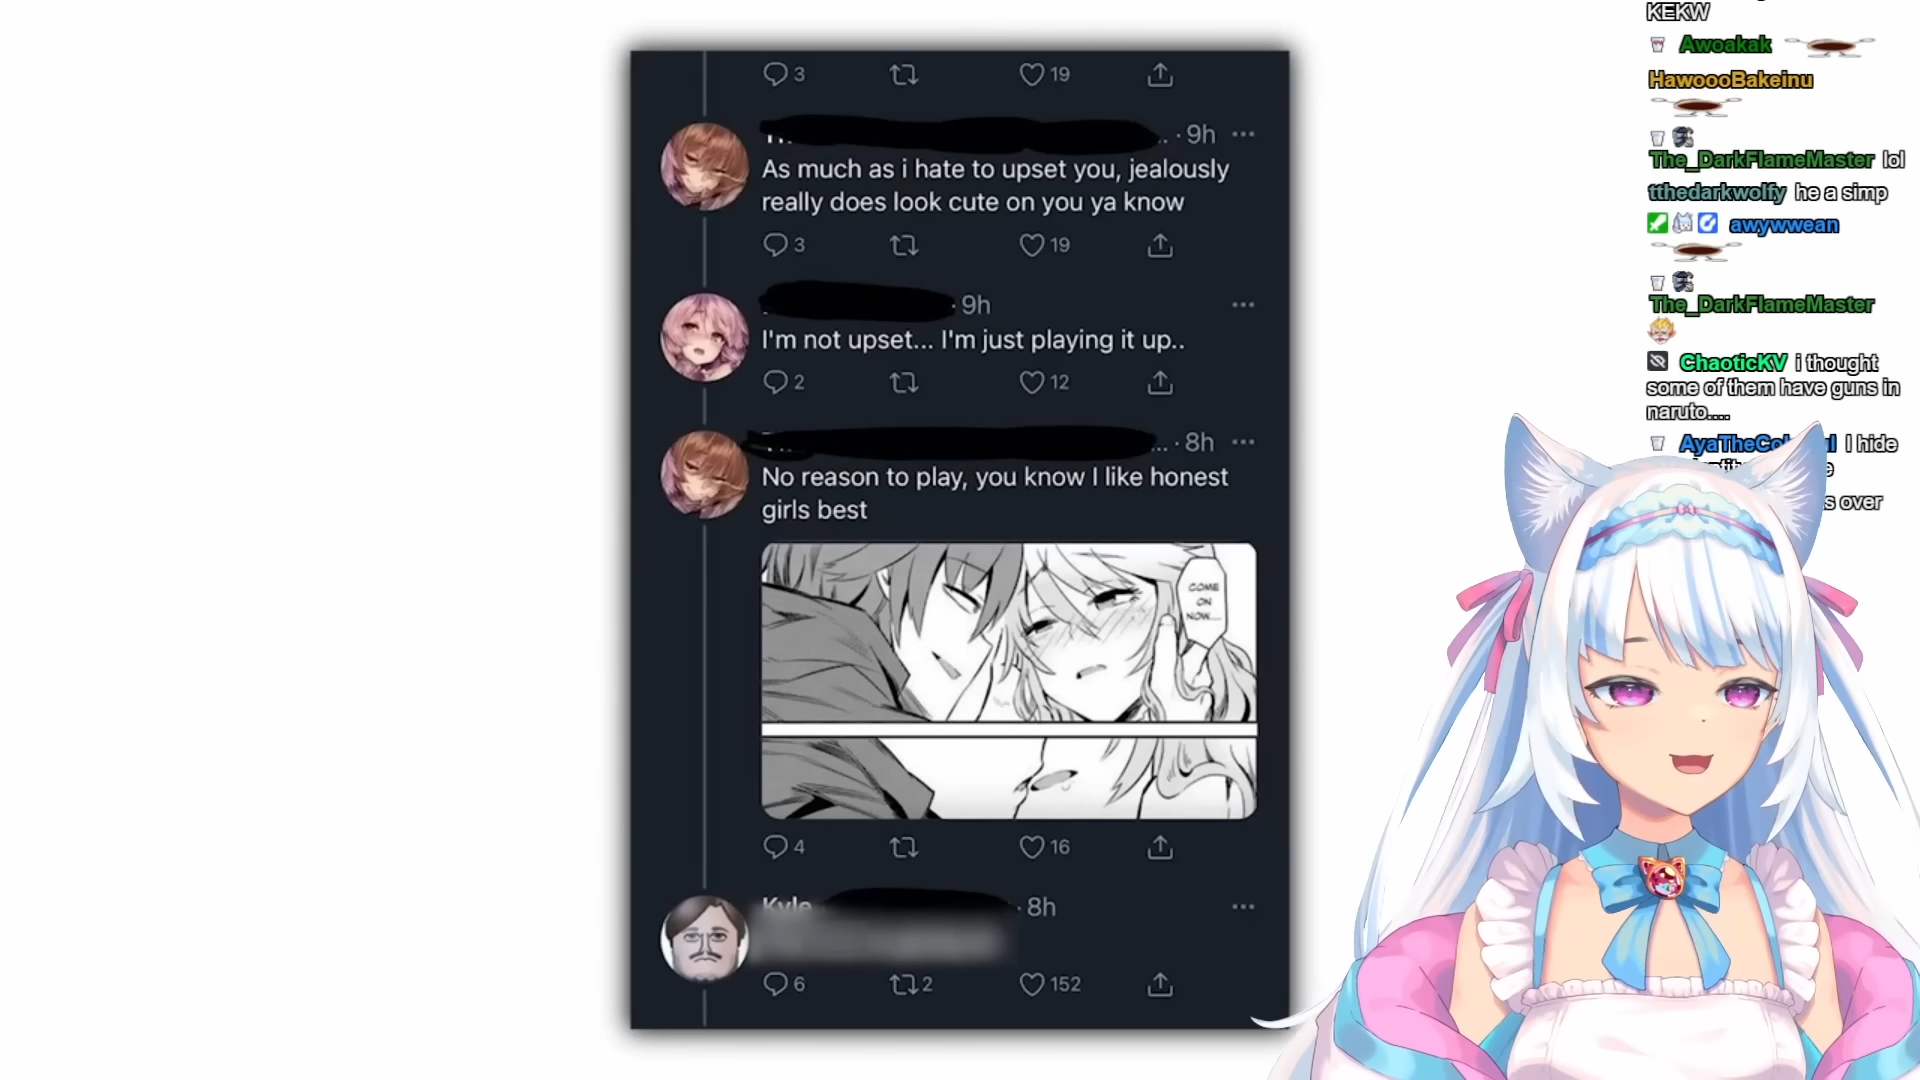 3 19
9h
As much as i hate to upset you, jealously
really does look cute on you ya know
3 19
· 9h
I'm not upset... I'm just playing it up..
2 12
... · 8h
No reason to play, you know I like honest
girls best
COME
ON
NOW...
4 16
Kyle · 8h
6 2 152
KEKW
Awoakak
HawoooBakeinu
The_DarkFlameMaster lol
tthedarkwolfy he a simp
awywwean
The_DarkFlameMaster
ChaoticKV i thought
some of them have guns in
naruto....
I hide
over